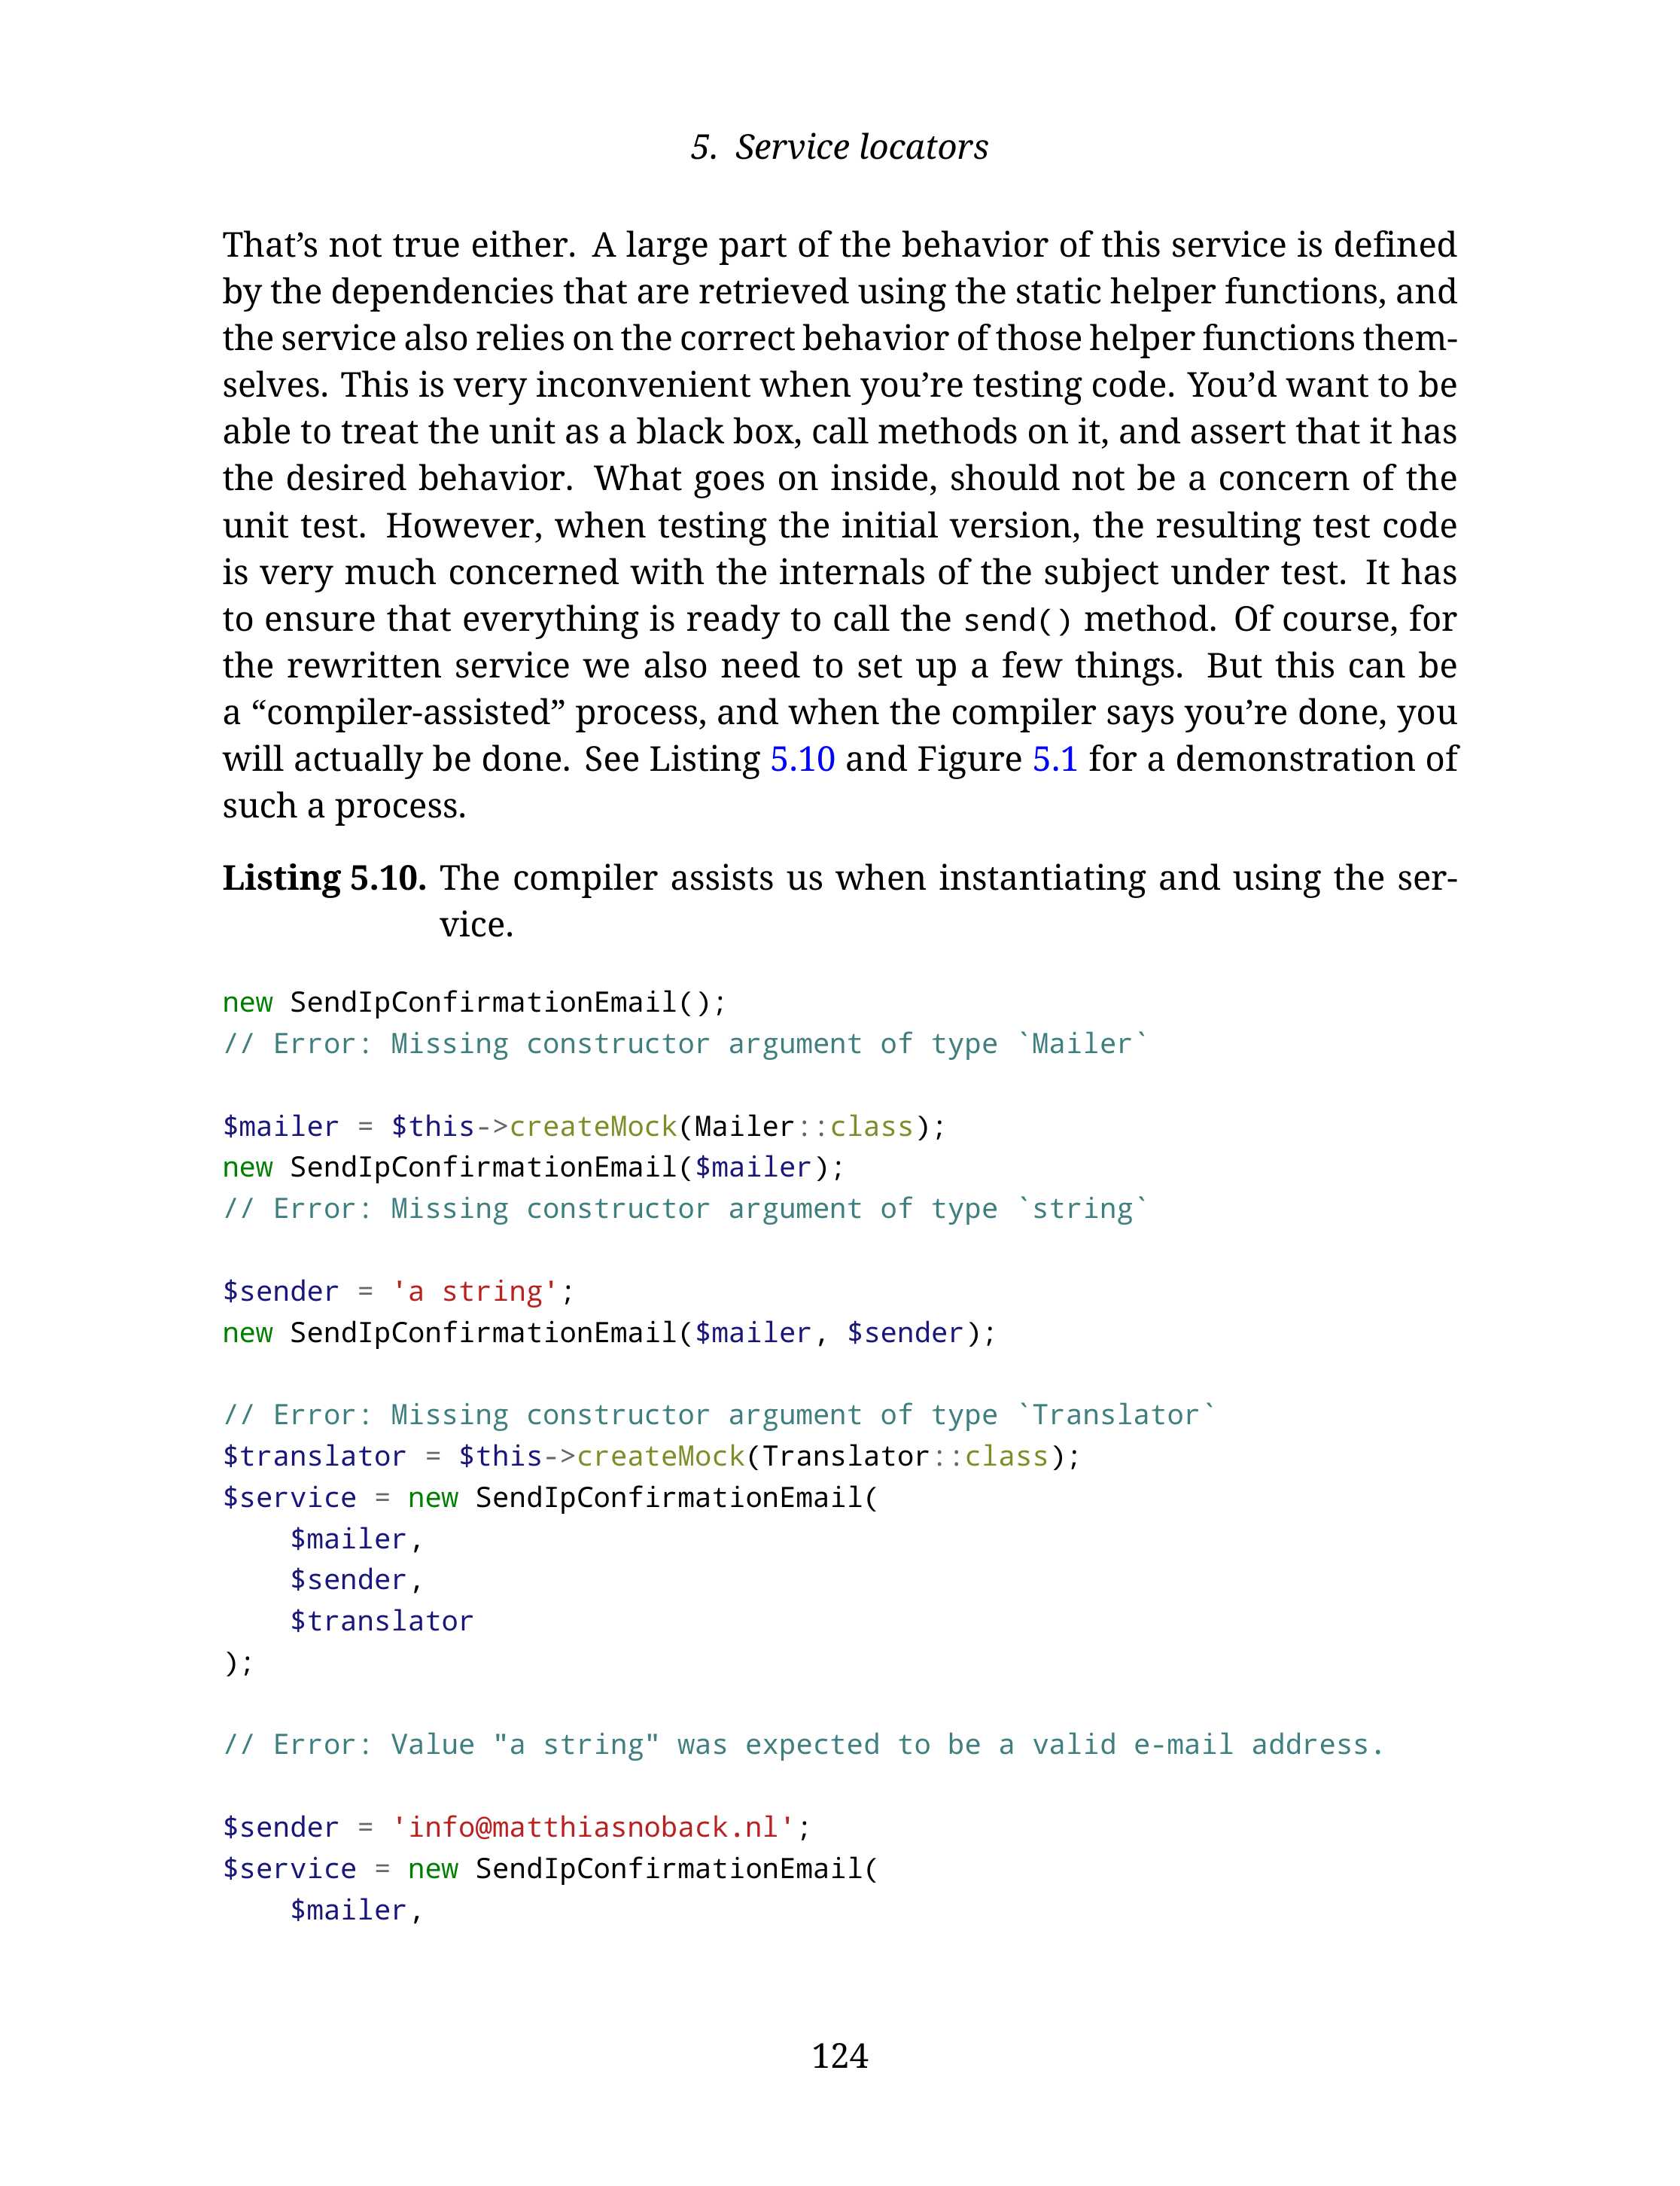 5. Service locators
That’s not true either. A large part of the behavior of this service is defined
by the dependencies that are retrieved using the static helper functions, and
the service also relies on the correct behavior of those helper functions them-
selves. This is very inconvenient when you’re testing code. You’d want to be
able to treat the unit as a black box, call methods on it, and assert that it has
the desired behavior. What goes on inside, should not be a concern of the
unit test. However, when testing the initial version, the resulting test code
is very much concerned with the internals of the subject under test. It has
to ensure that everything is ready to call the send() method. Of course, for
the rewritten service we also need to set up a few things. But this can be
a “compiler-assisted” process, and when the compiler says you’re done, you
will actually be done. See Listing 5.10 and Figure 5.1 for a demonstration of
such a process.
Listing 5.10. The compiler assists us when instantiating and using the ser-
vice.
new SendIpConfirmationEmail();
// Error: Missing constructor argument of type `Mailer`
$mailer = $this->createMock(Mailer::class);
new SendIpConfirmationEmail($mailer);
// Error: Missing constructor argument of type `string`
$sender = 'a string';
new SendIpConfirmationEmail($mailer, $sender);
// Error: Missing constructor argument of type `Translator`
$translator = $this->createMock(Translator::class);
$service = new SendIpConfirmationEmail(
    $mailer,
    $sender,
    $translator
);
// Error: Value "a string" was expected to be a valid e-mail address.
$sender = 'info@matthiasnoback.nl';
$service = new SendIpConfirmationEmail(
    $mailer,
124